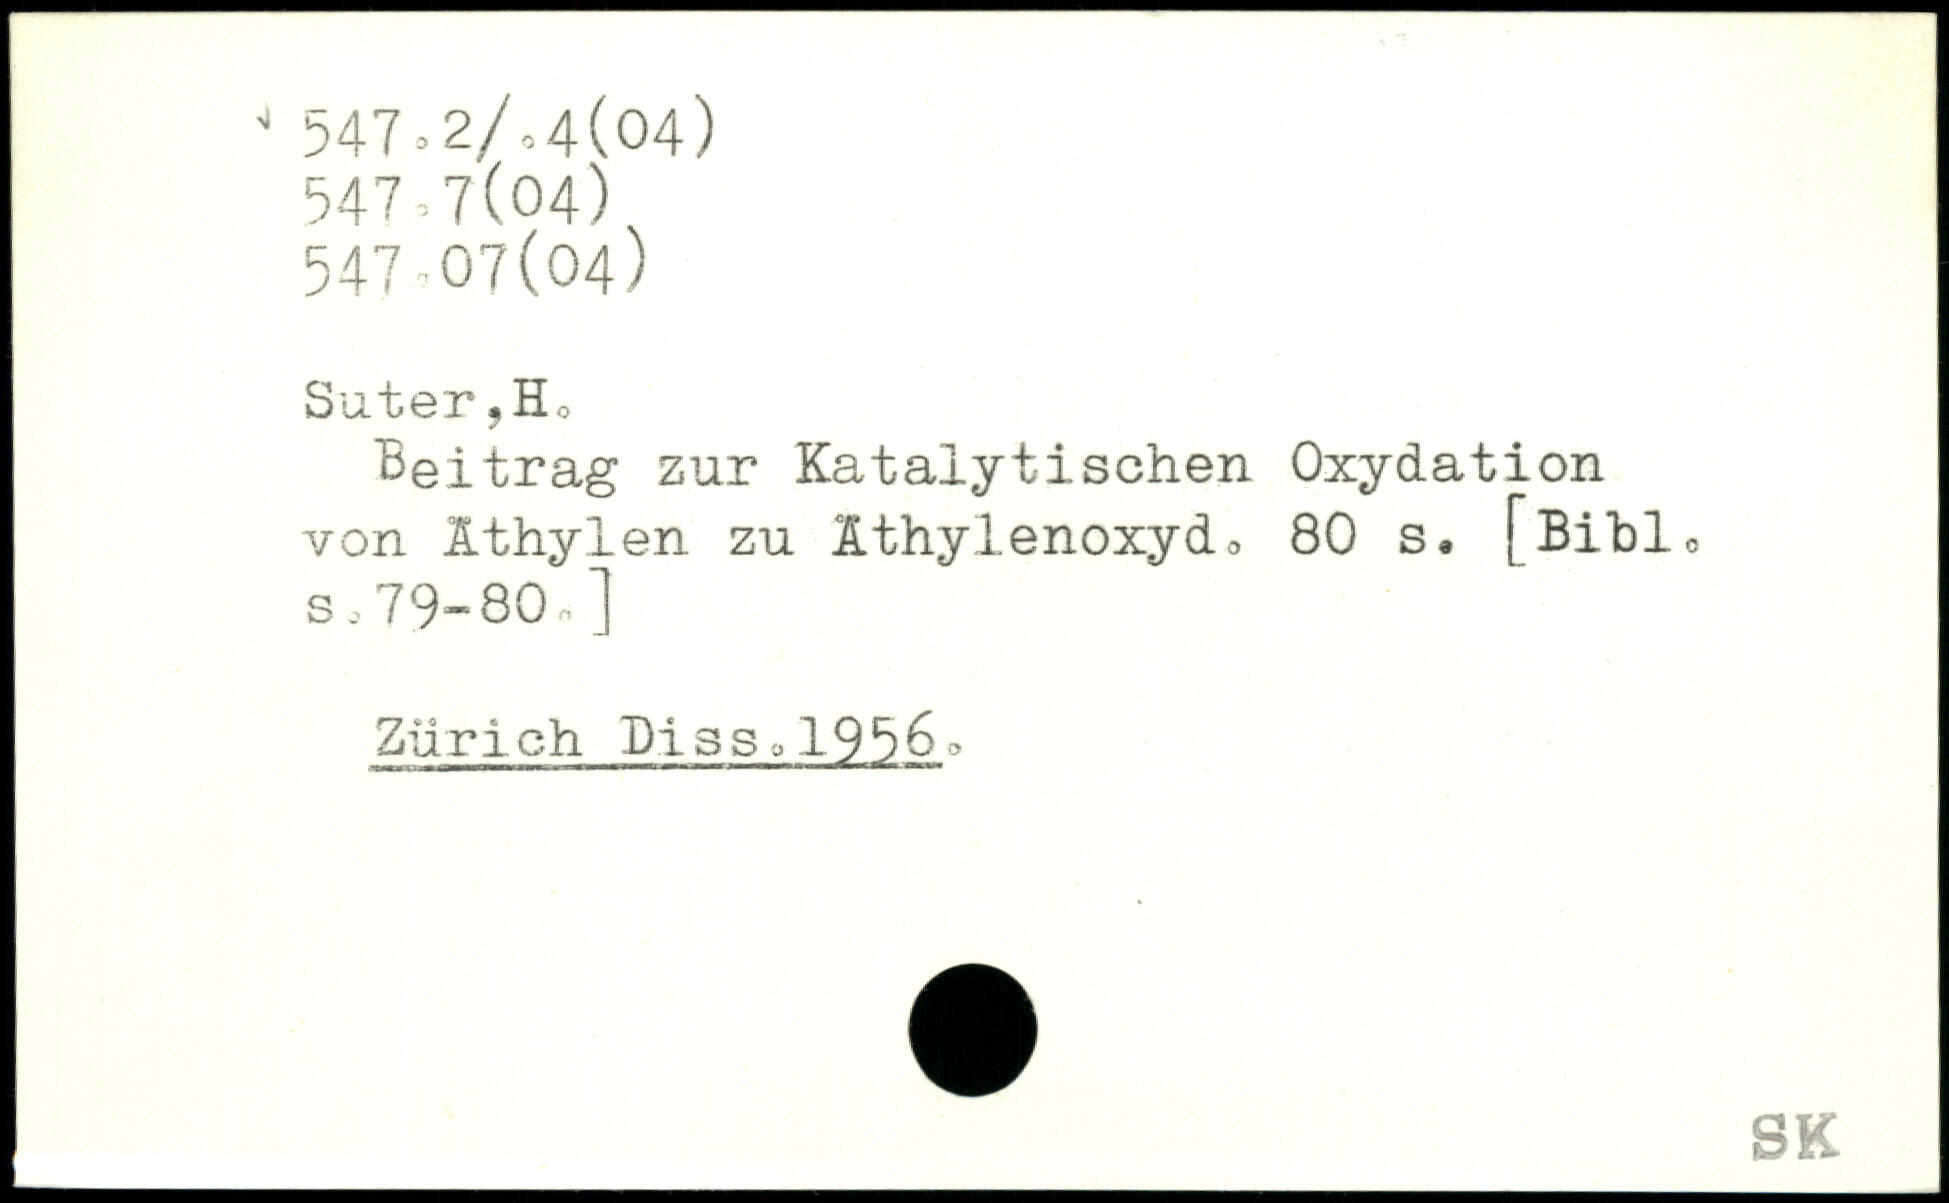 547.2/.4(04)
547.7(04)
547.07(04)
Suter,H.
Beitrag zur Katalytischen Oxydation
von Äthylen zu Äthylenoxyd. 80 s. [Bibl.
s.79-80.]
Zürich Diss.1956.
SK